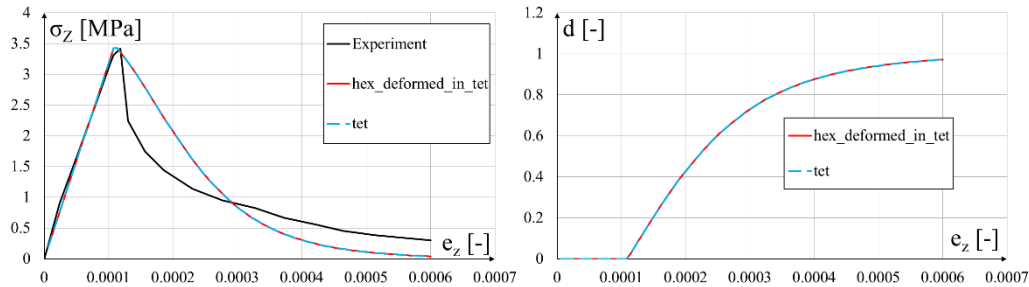 σZ [MPa]
4
3.5
3
2.5
2
1.5
1
0.5
0
Experiment
hex_deformed_in_tet
tet
ez [-]
0 0.0001 0.0002 0.0003 0.0004 0.0005 0.0006 0.0007
d [-]
1.2
1
0.8
0.6
0.4
0.2
0
hex_deformed_in_tet
tet
ez [-]
0 0.0001 0.0002 0.0003 0.0004 0.0005 0.0006 0.0007